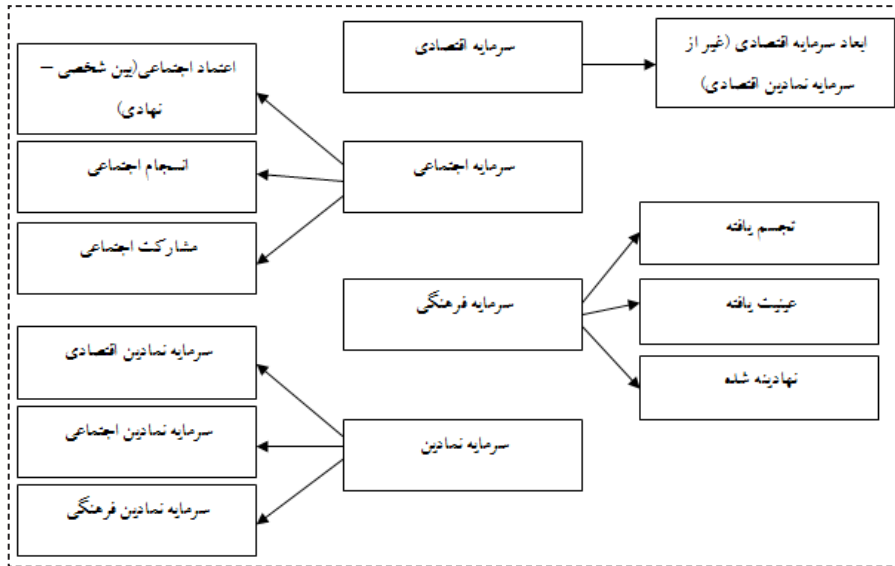 ابعاد سرمایه اقتصادی (غیر از
سرمایه نمادین اقتصادی)
سرمایه اقتصادی
اعتماد اجتماعی(بین شخصی –
نهادی)
سرمایه اجتماعی
انسجام اجتماعی
مشارکت اجتماعی
تجسم یافته
سرمایه فرهنگی
عینیت یافته
نهادینه شده
سرمایه نمادین اقتصادی
سرمایه نمادین
سرمایه نمادین اجتماعی
سرمایه نمادین فرهنگی